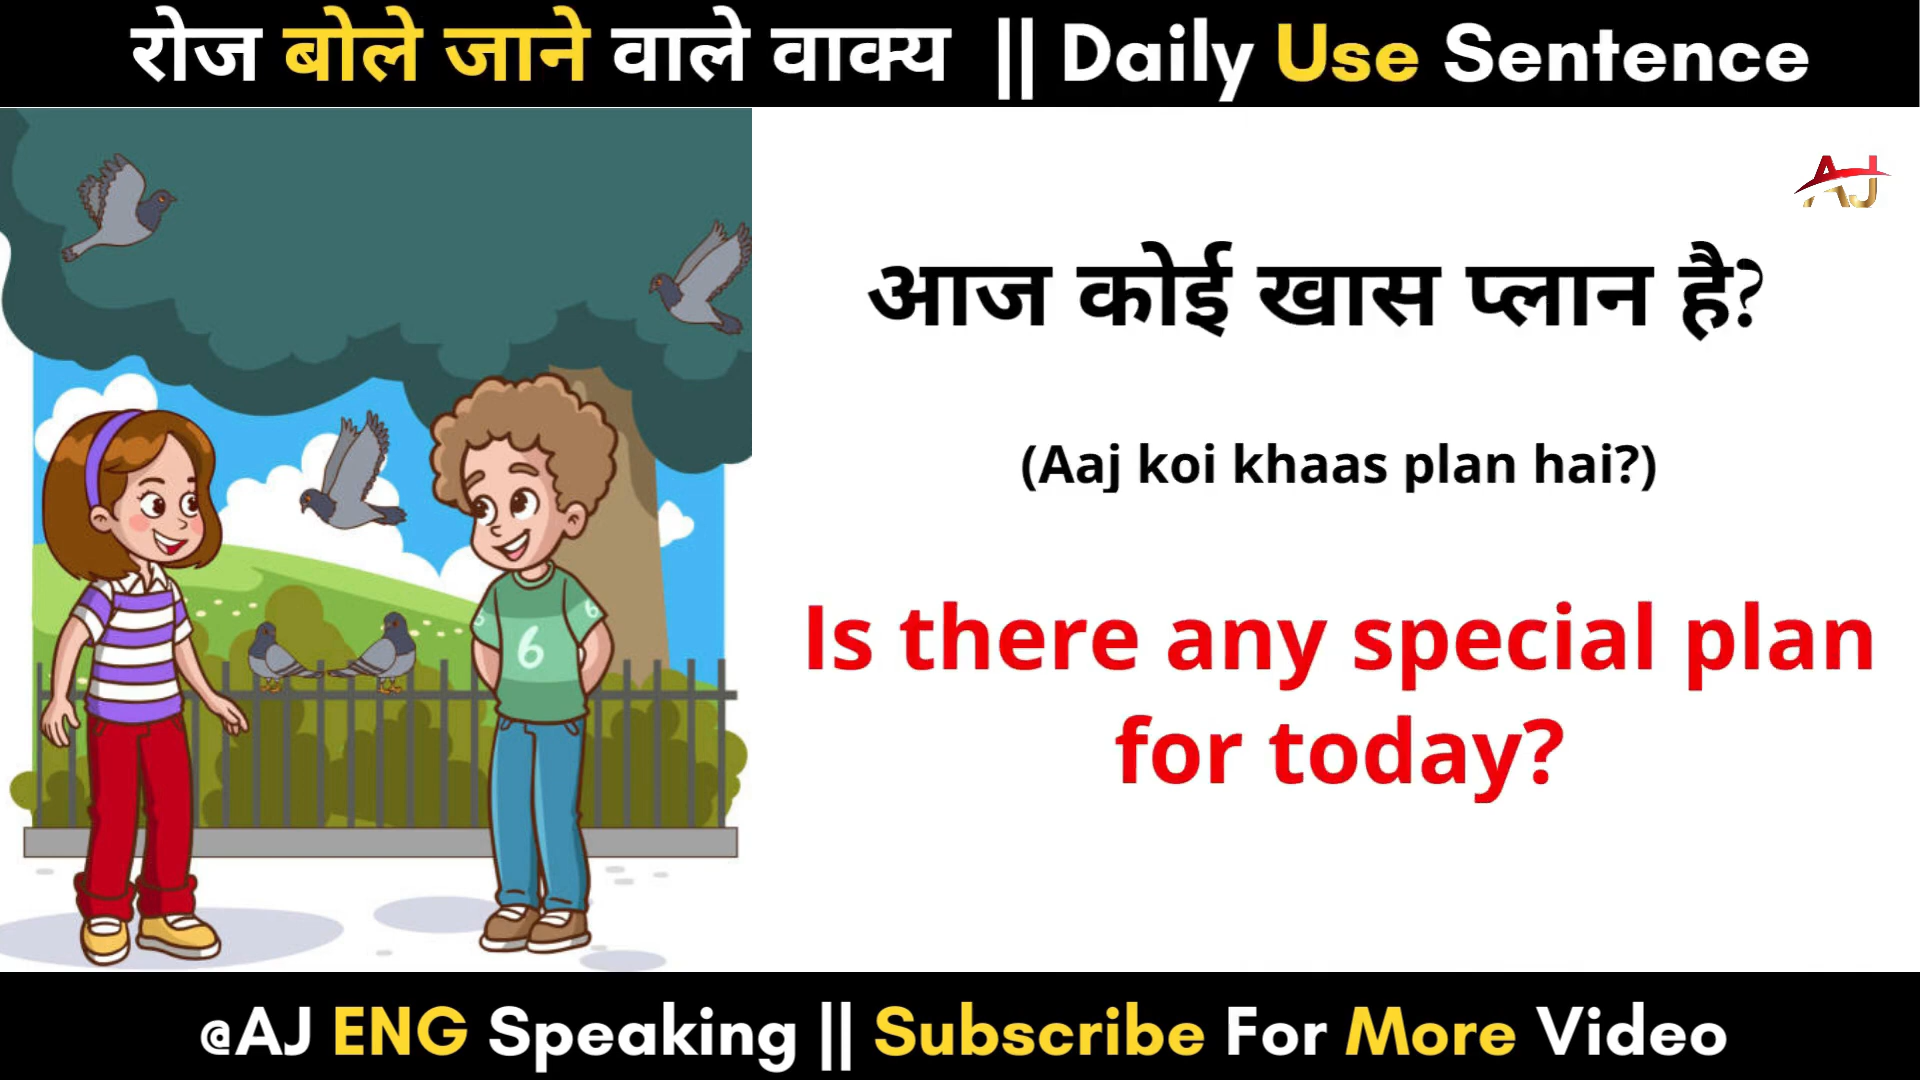 रोज बोले जाने वाले वाक्य || Daily Use Sentence
AJ
आज कोई खास प्लान है?
(Aaj koi khaas plan hai?)
Is there any special plan
for today?
6
6
@AJ ENG Speaking || Subscribe For More Video